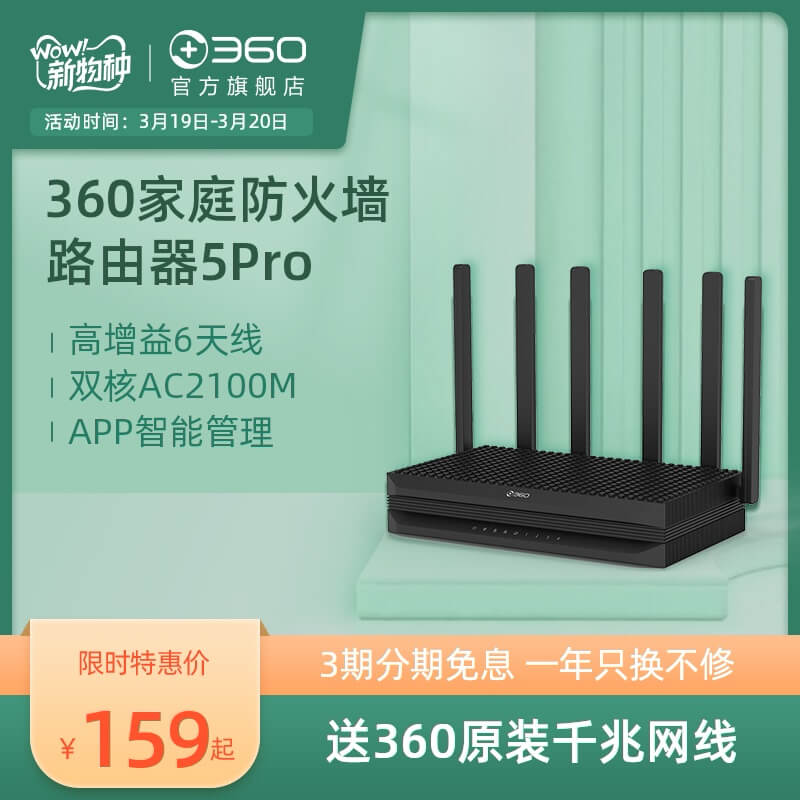 WOW!
新物种
360
官方旗舰店
活动时间：3月19日-3月20日
360家庭防火墙
路由器5Pro
高增益6天线
双核AC2100M
APP智能管理
360
限时特惠价
¥159起
3期分期免息 一年只换不修
送360原装千兆网线